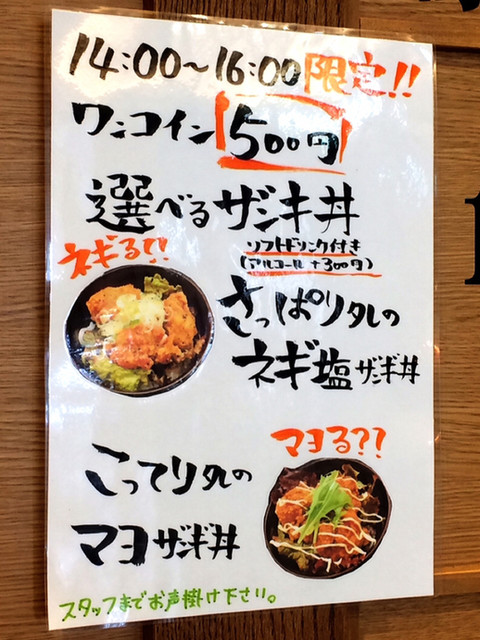 14:00〜16:00限定!!
ワンコイン500円
選べるザンギ丼
ネギる?!
ソフトドリンク付き
(アルコール+300円)
さっぱりタレの
ネギ塩ザンギ丼
マヨる??
こってりタレの
マヨザンギ丼
スタッフまでお声掛け下さい。